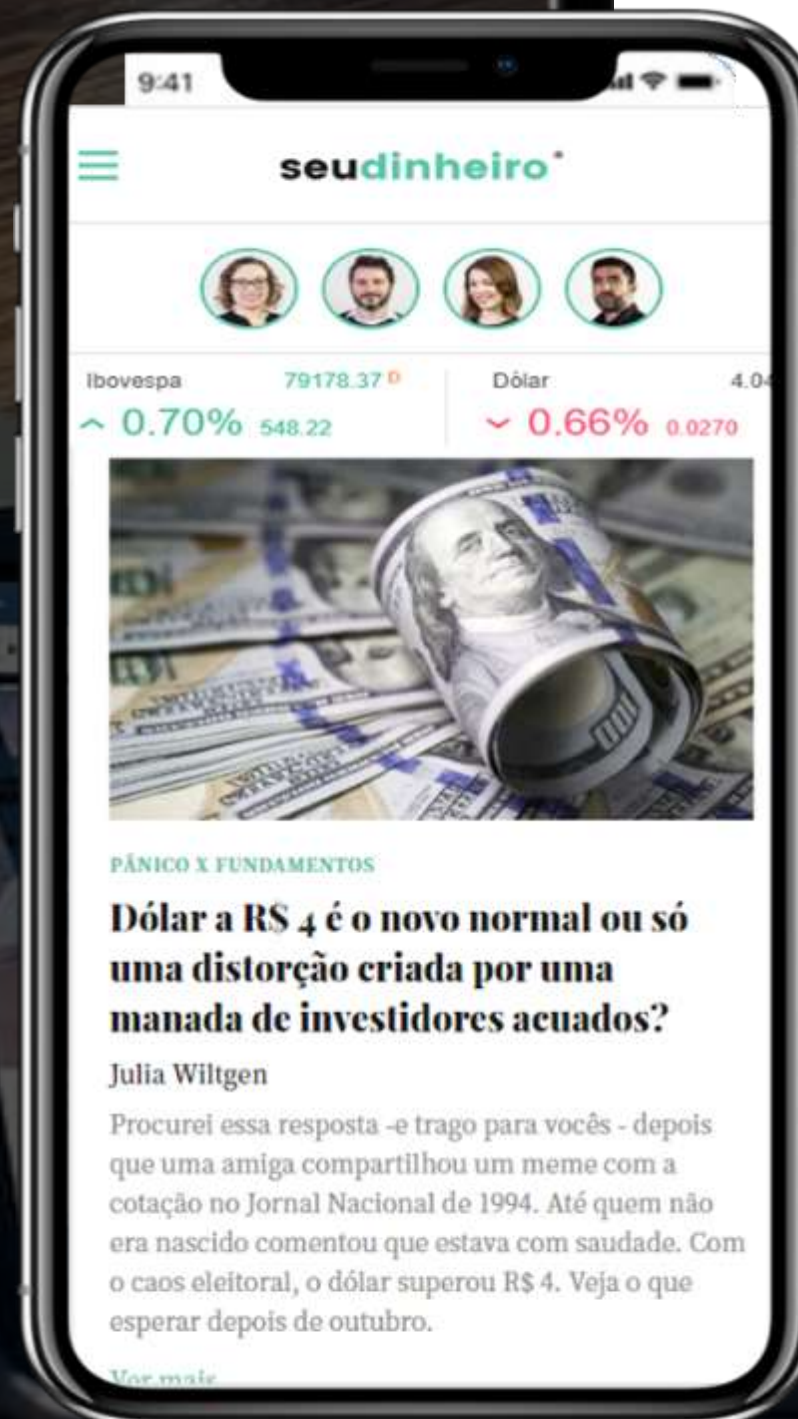 9:41
seudinheiro
Ibovespa 79178.37 D Dólar 4.04
0.70% 548.22 0.66% 0.0270
PÂNICO X FUNDAMENTOS
Dólar a R$ 4 é o novo normal ou só
uma distorção criada por uma
manada de investidores acuados?
Julia Wiltgen
Procurei essa resposta -e trago para vocês - depois
que uma amiga compartilhou um meme com a
cotação no Jornal Nacional de 1994. Até quem não
era nascido comentou que estava com saudade. Com
o caos eleitoral, o dólar superou R$ 4. Veja o que
esperar depois de outubro.
Ver mais